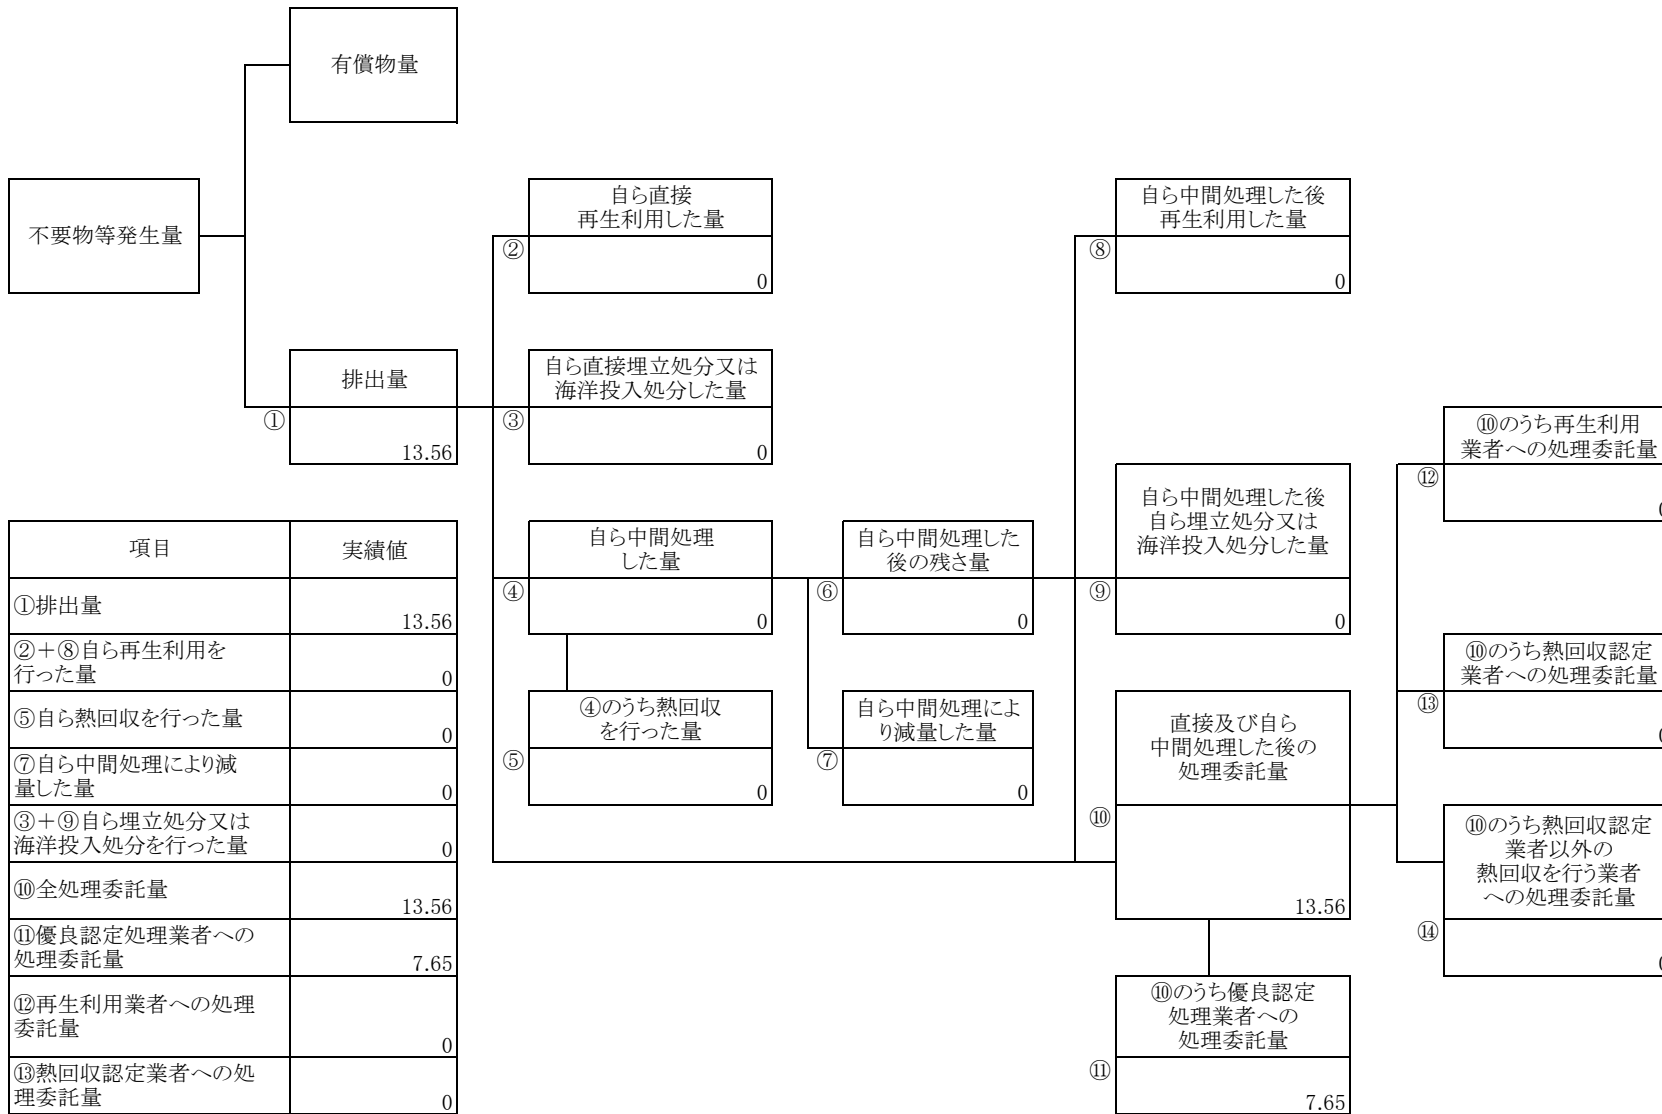 有償物量
不要物等発生量
自ら直接
再生利用した量
②
0
自ら中間処理した後
再生利用した量
⑧
0
排出量
①
13.56
自ら直接埋立処分又は
海洋投入処分した量
③
0
⑩のうち再生利用
業者への処理委託量
⑫
0
自ら中間処理した後
自ら埋立処分又は
海洋投入処分した量
⑨
0
自ら中間処理
した量
④
0
自ら中間処理した
後の残さ量
⑥
0
⑩のうち熱回収認定
業者への処理委託量
⑬
0
④のうち熱回収
を行った量
⑤
0
自ら中間処理によ
り減量した量
⑦
0
直接及び自ら
中間処理した後の
処理委託量
⑩
13.56
⑩のうち熱回収認定
業者以外の
熱回収を行う業者
への処理委託量
⑭
0
⑩のうち優良認定
処理業者への
処理委託量
⑪
7.65
項目 実績値
①排出量 13.56
②＋⑧自ら再生利用を
行った量 0
⑤自ら熱回収を行った量 0
⑦自ら中間処理により減
量した量 0
③＋⑨自ら埋立処分又は
海洋投入処分を行った量 0
⑩全処理委託量 13.56
⑪優良認定処理業者への
処理委託量 7.65
⑫再生利用業者への処理
委託量 0
⑬熱回収認定業者への処
理委託量 0